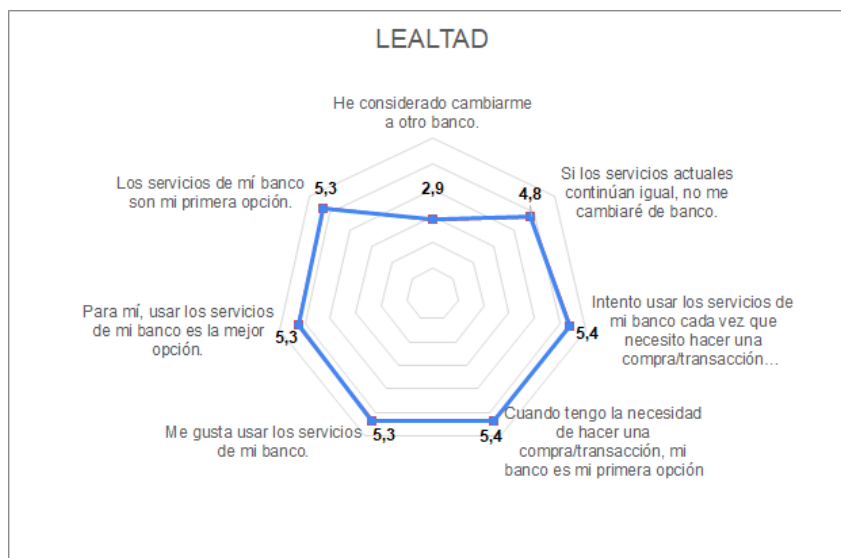 LEALTAD
He considerado cambiarme
a otro banco.
2,9
Si los servicios actuales
continúan igual, no me
cambiaré de banco.
4,8
Intento usar los servicios de
mi banco cada vez que
necesito hacer una
compra/transacción...
5,4
Cuando tengo la necesidad
de hacer una
compra/transacción, mi
banco es mi primera opción
5,4
Me gusta usar los servicios
de mi banco.
5,3
Para mí, usar los servicios
de mi banco es la mejor
opción.
5,3
Los servicios de mí banco
son mi primera opción.
5,3